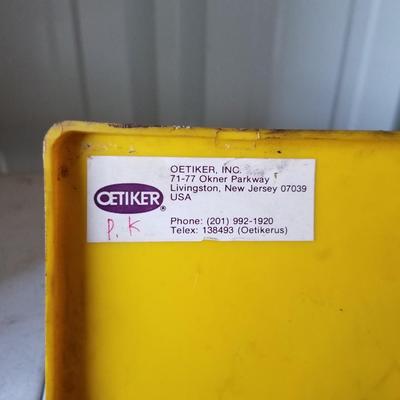 OETIKER, INC.
71-77 Okner Parkway
Livingston, New Jersey 07039
USA
OETIKER®
Phone: (201) 992-1920
Telex: 138493 (Oetikerus)
P. K